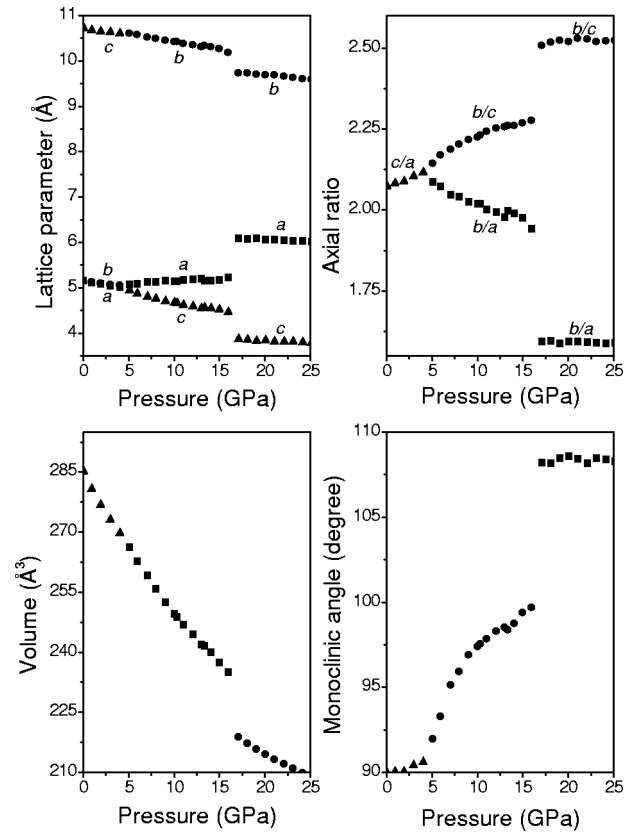 Lattice parameter (Å)
11
10
9
8
7
6
5
4
c
b
b
a
b
a
a
c
c
0
5
10
15
20
25
Pressure (GPa)
Axial ratio
2.50
2.25
2.00
1.75
b/c
b/c
c/a
b/a
b/a
0
5
10
15
20
25
Pressure (GPa)
Volume (Å³)
285
270
255
240
225
210
0
5
10
15
20
25
Pressure (GPa)
Monoclinic angle (degree)
110
105
100
95
90
0
5
10
15
20
25
Pressure (GPa)